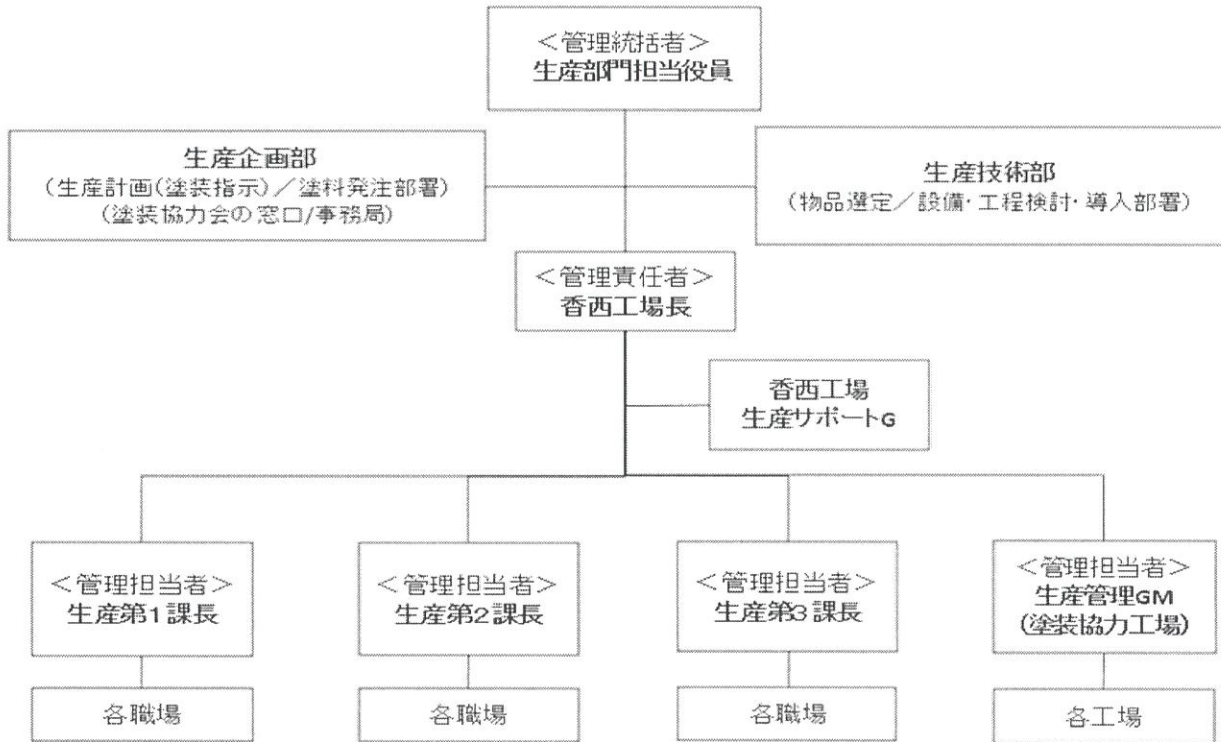 ＜管理統括者＞
生産部門担当役員
生産企画部
（生産計画(塗装指示)／塗料発注部署）
(塗装協力会の窓口/事務局)
生産技術部
（物品選定／設備・工程検討・導入部署）
＜管理責任者＞
香西工場長
香西工場
生産サポートG
＜管理担当者＞
生産第1課長
＜管理担当者＞
生産第2課長
＜管理担当者＞
生産第3課長
＜管理担当者＞
生産管理GM
(塗装協力工場)
各職場
各職場
各職場
各工場